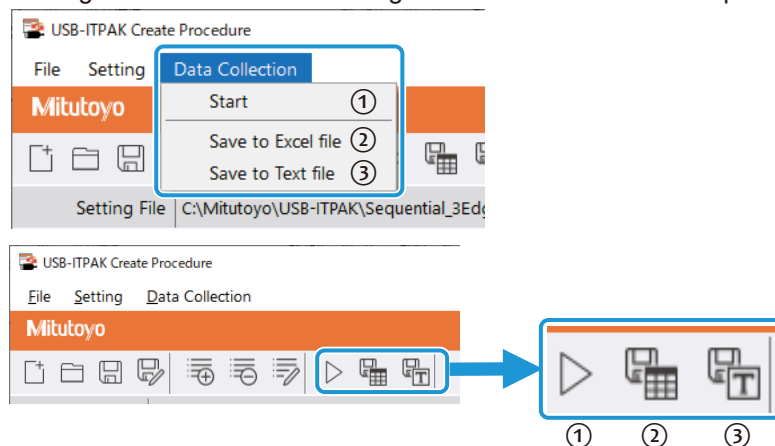 USB-ITPAK Create Procedure
File Setting Data Collection
Mitutoyo
Start ①
Save to Excel file ②
Save to Text file ③
Setting File C:\Mitutoyo\USB-ITPAK\Sequential_3Ed
USB-ITPAK Create Procedure
File Setting Data Collection
Mitutoyo
T
T
① ② ③